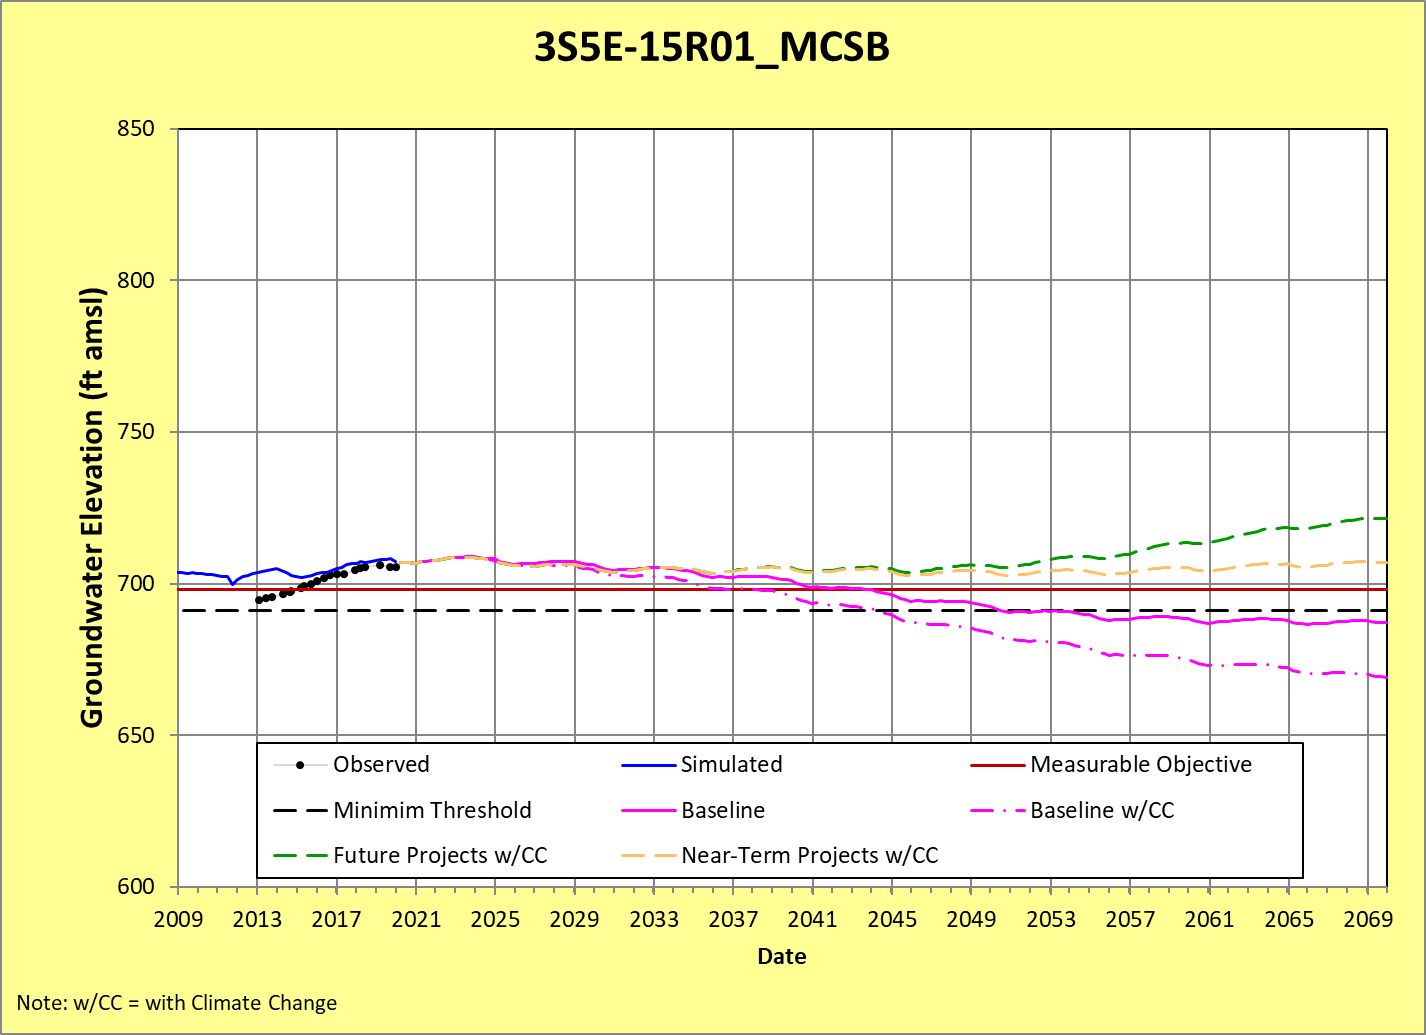 3S5E-15R01_MCSB
Groundwater Elevation (ft amsl)
850
800
750
700
650
600
Observed Simulated Measurable Objective
Minimim Threshold Baseline Baseline w/CC
Future Projects w/CC Near-Term Projects w/CC
2009 2013 2017 2021 2025 2029 2033 2037 2041 2045 2049 2053 2057 2061 2065 2069
Date
Note: w/CC = with Climate Change